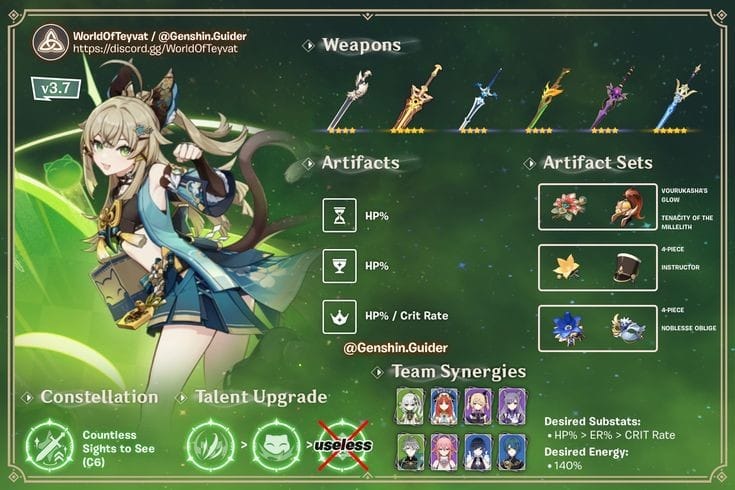 WorldOfTeyvat / @Genshin.Guider
https://discord.gg/WorldOfTeyvat
v3.7
Weapons
Artifacts
HP%
HP%
HP% / Crit Rate
@Genshin.Guider
Artifact Sets
VOURUKASHA'S
GLOW
TENACITY OF THE
MILLELITH
4-PIECE
INSTRUCTOR
4-PIECE
NOBLESSE OBLIGE
Constellation
Countless
Sights to See
(C6)
Talent Upgrade
> > useless
Team Synergies
Desired Substats:
• HP% > ER% > CRIT Rate
Desired Energy:
• 140%